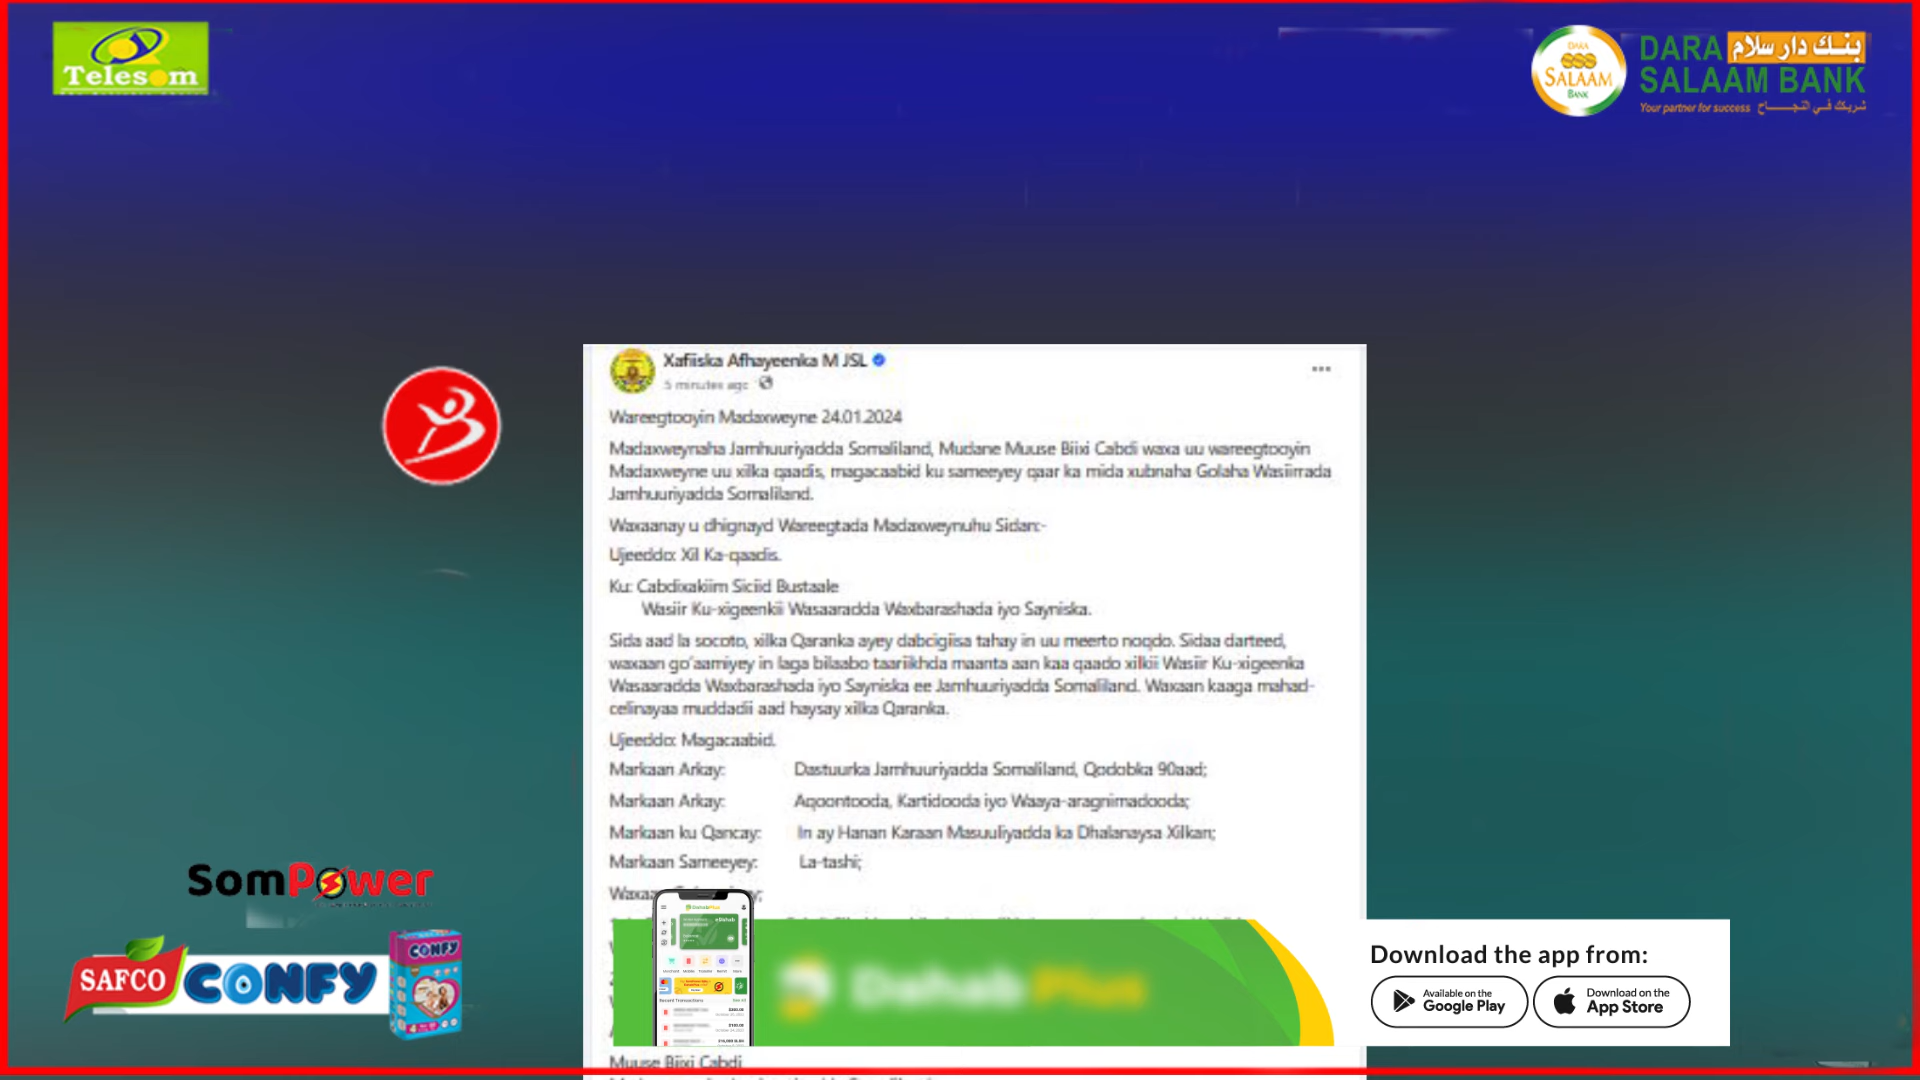 Telesom
DARA
SALAAM
BANK
DARA بنك دار سلام
SALAAM BANK
Your partner for success شريكك في النجاح
Xafiiska Afhayeenka M JSL
5 minutes ago
Wareegtooyin Madaxweyne 24.01.2024
Madaxweynaha Jamhuuriyadda Somaliland, Mudane Muuse Biixi Cabdi waxa uu wareegtooyin
Madaxweyne uu xilka qaadis, magacaabid ku sameeyey qaar ka mida xubnaha Golaha Wasiirrada
Jamhuuriyadda Somaliland.
Waxaanay u dhignayd Wareegtada Madaxweynuhu Sidan:-
Ujeeddo: Xil Ka-qaadis.
Ku: Cabdixakiim Siciid Bustaale
Wasiir Ku-xigeenkii Wasaaradda Waxbarashada iyo Sayniska.
Sida aad la socoto, xilka Qaranka ayey dabcigiisa tahay in uu meerto noqdo. Sidaa darteed,
waxaan go'aamiyey in laga bilaabo taariikhda maanta aan kaa qaado xilkii Wasiir Ku-xigeenka
Wasaaradda Waxbarashada iyo Sayniska ee Jamhuuriyadda Somaliland. Waxaan kaaga mahad-
celinayaa muddadii aad haysay xilka Qaranka.
Ujeeddo: Magacaabid.
Markaan Arkay: Dastuurka Jamhuuriyadda Somaliland, Qodobka 90aad;
Markaan Arkay: Aqoontooda, Kartidooda iyo Waaya-aragnimadooda;
Markaan ku Qancay: In ay Hanan Karaan Masuuliyadda ka Dhalanaysa Xilkan;
Markaan Sameeyey: La-tashi;
SomPower
SAFCO CONFY
CONFY
Dahab Plus
Download the app from:
Available on the
Google Play
Download on the
App Store
Muuse Biixi Cabdi